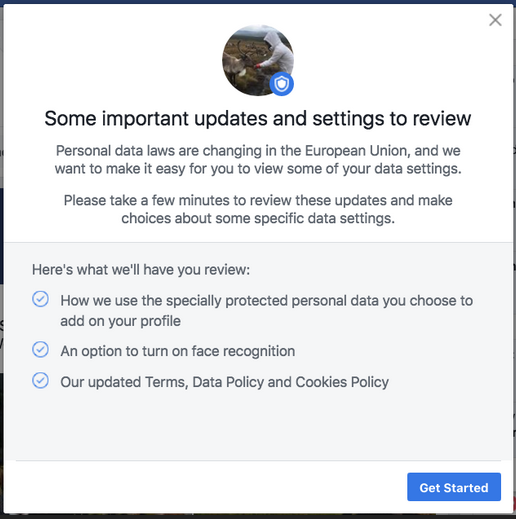 Some important updates and settings to review
Personal data laws are changing in the European Union, and we
want to make it easy for you to view some of your data settings.
Please take a few minutes to review these updates and make
choices about some specific data settings.
Here's what we'll have you review:
How we use the specially protected personal data you choose to
add on your profile
An option to turn on face recognition
Our updated Terms, Data Policy and Cookies Policy
Get Started